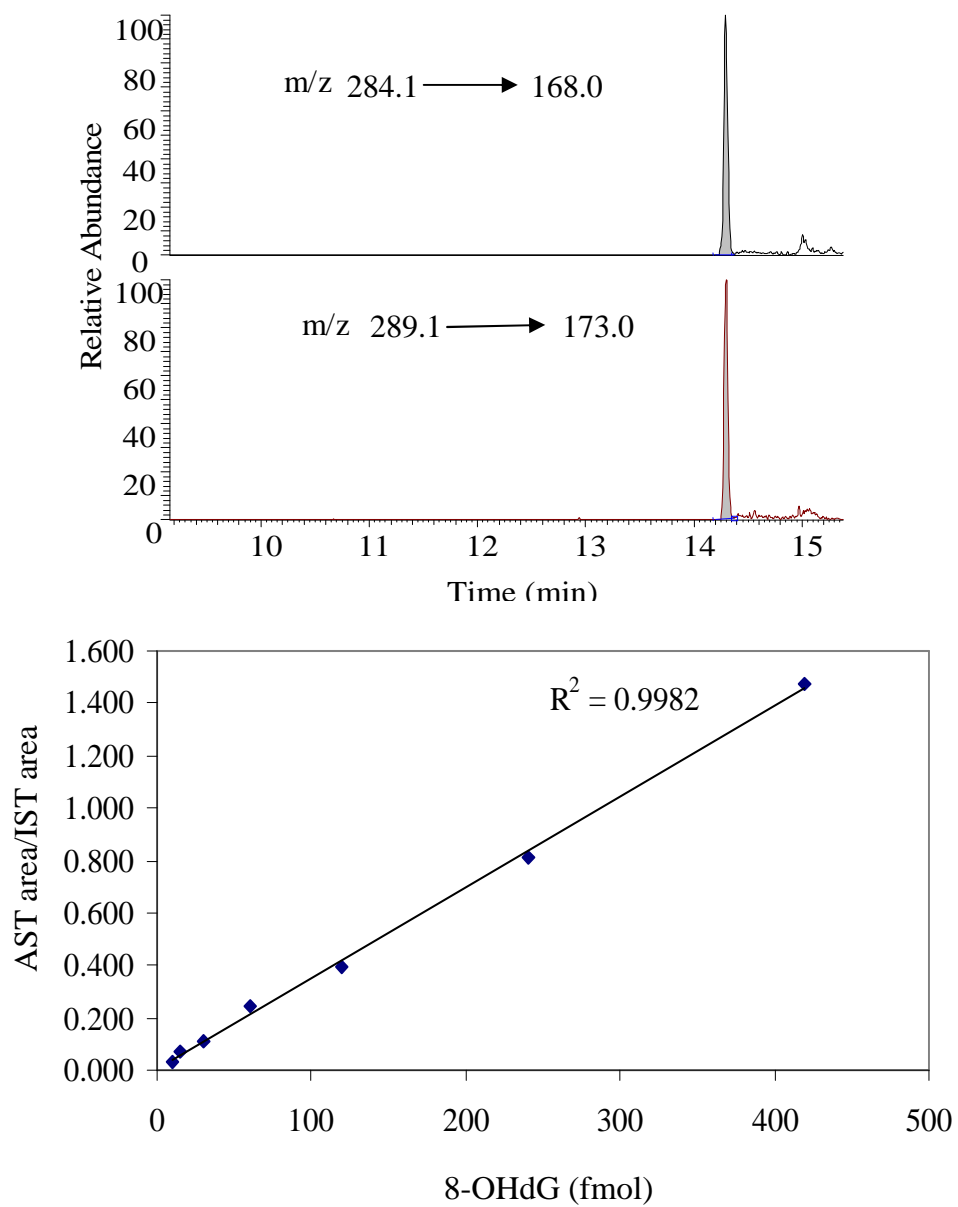 100
80
60
40
20
0
m/z 284.1 168.0
Relative Abundance
100
80
60
40
20
0
m/z 289.1 173.0
10 11 12 13 14 15
Time (min)
1.600
1.400
1.200
1.000
0.800
0.600
0.400
0.200
0.000
R² = 0.9982
AST area/IST area
0 100 200 300 400 500
8-OHdG (fmol)